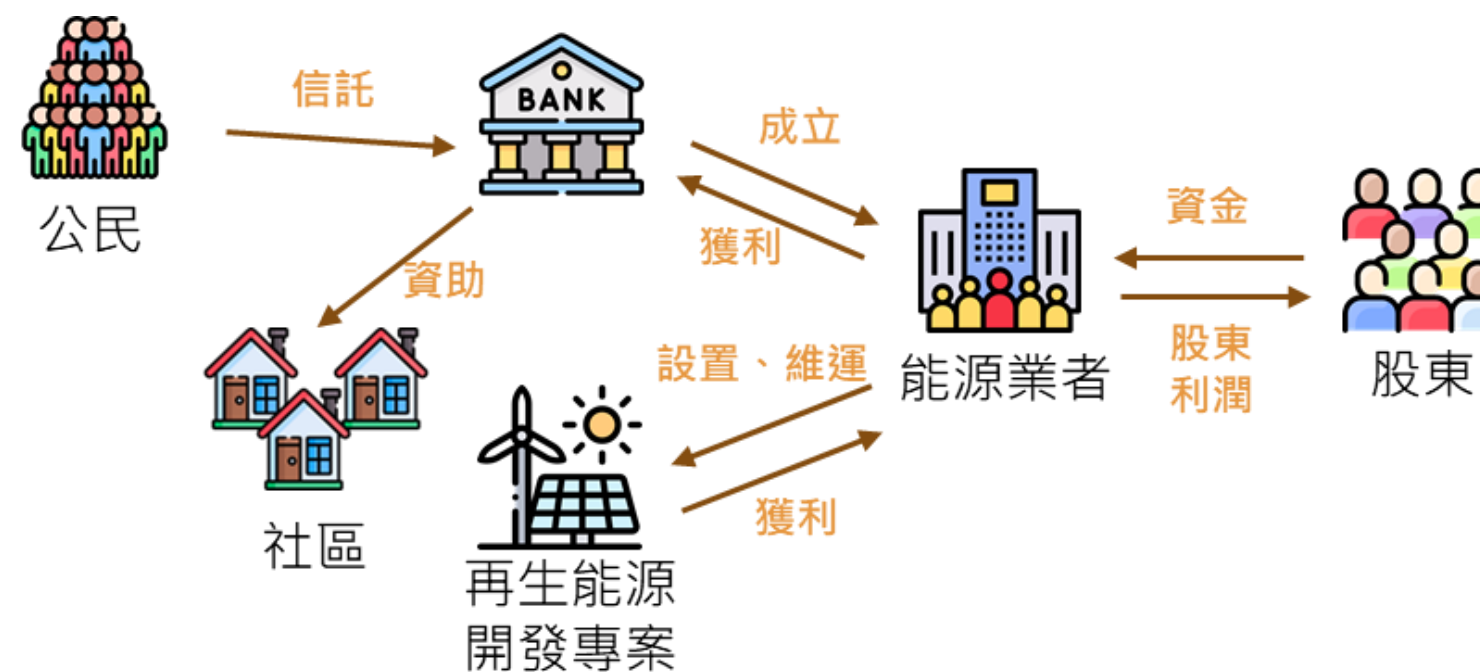 信託
BANK
成立
公民
獲利
資金
資助
股東
利潤
設置、維運
能源業者
股東
獲利
社區
再生能源
開發專案